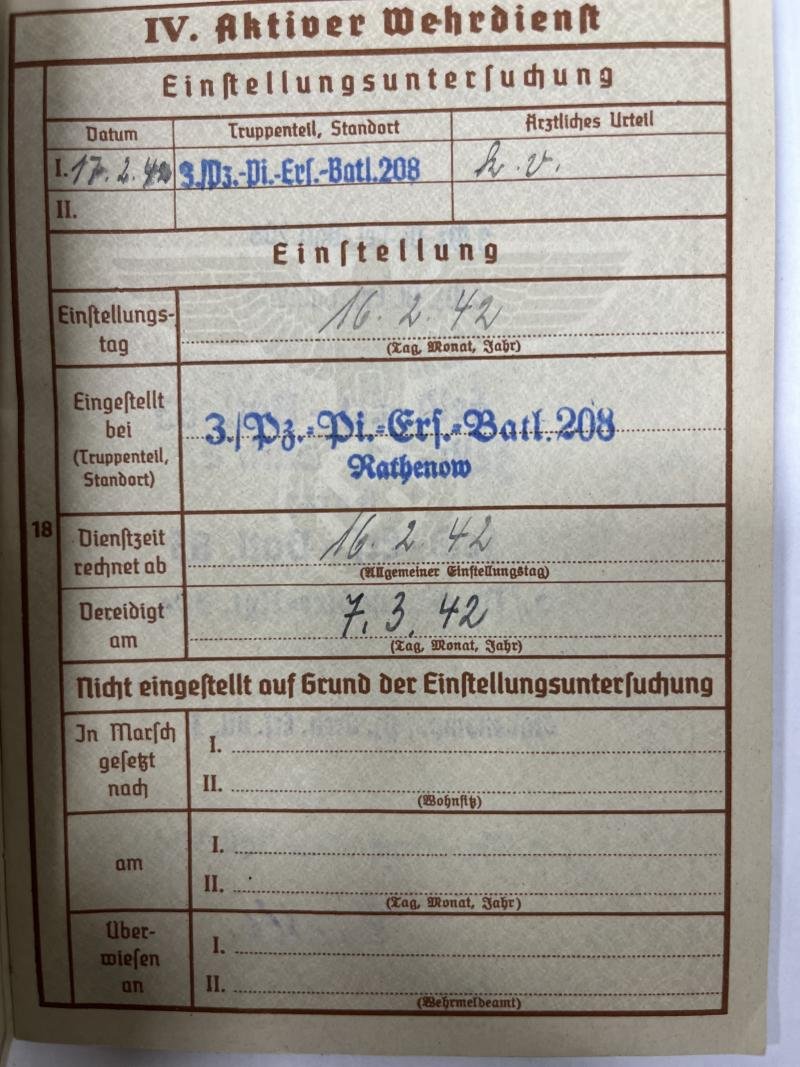 IV. Aktiver Wehrdienst
Einstellungsuntersuchung
Datum Truppenteil, Standort Ärztliches Urteil
I. 17. 2. 42 3./Pz.-Pi.-Ers.-Batl.208 k. v.
II.
Einstellung
Einstellungs-
tag
16. 2. 42
(Tag, Monat, Jahr)
Eingestellt
bei
(Truppenteil,
Standort)
3./Pz.-Pi.-Ers.-Batl.208
Rathenow
18
Dienstzeit
rechnet ab
16. 2. 42
(Allgemeiner Einstellungstag)
Vereidigt
am
7. 3. 42
(Tag, Monat, Jahr)
Nicht eingestellt auf Grund der Einstellungsuntersuchung
In Marsch
gesetzt
nach
I.
II.
(Wohnsitz)
am
I.
II.
(Tag, Monat, Jahr)
Über-
wiesen
an
I.
II.
(Wehrmeldeamt)